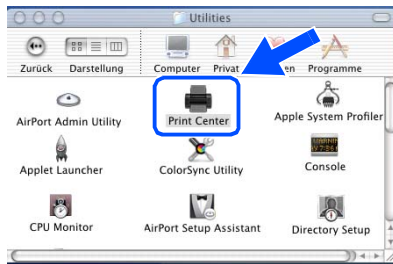 Utilities
Zurück Darstellung Computer Privat en Programme
AirPort Admin Utility Print Center Apple System Profiler
Applet Launcher ColorSync Utility Console
CPU Monitor AirPort Setup Assistant Directory Setup